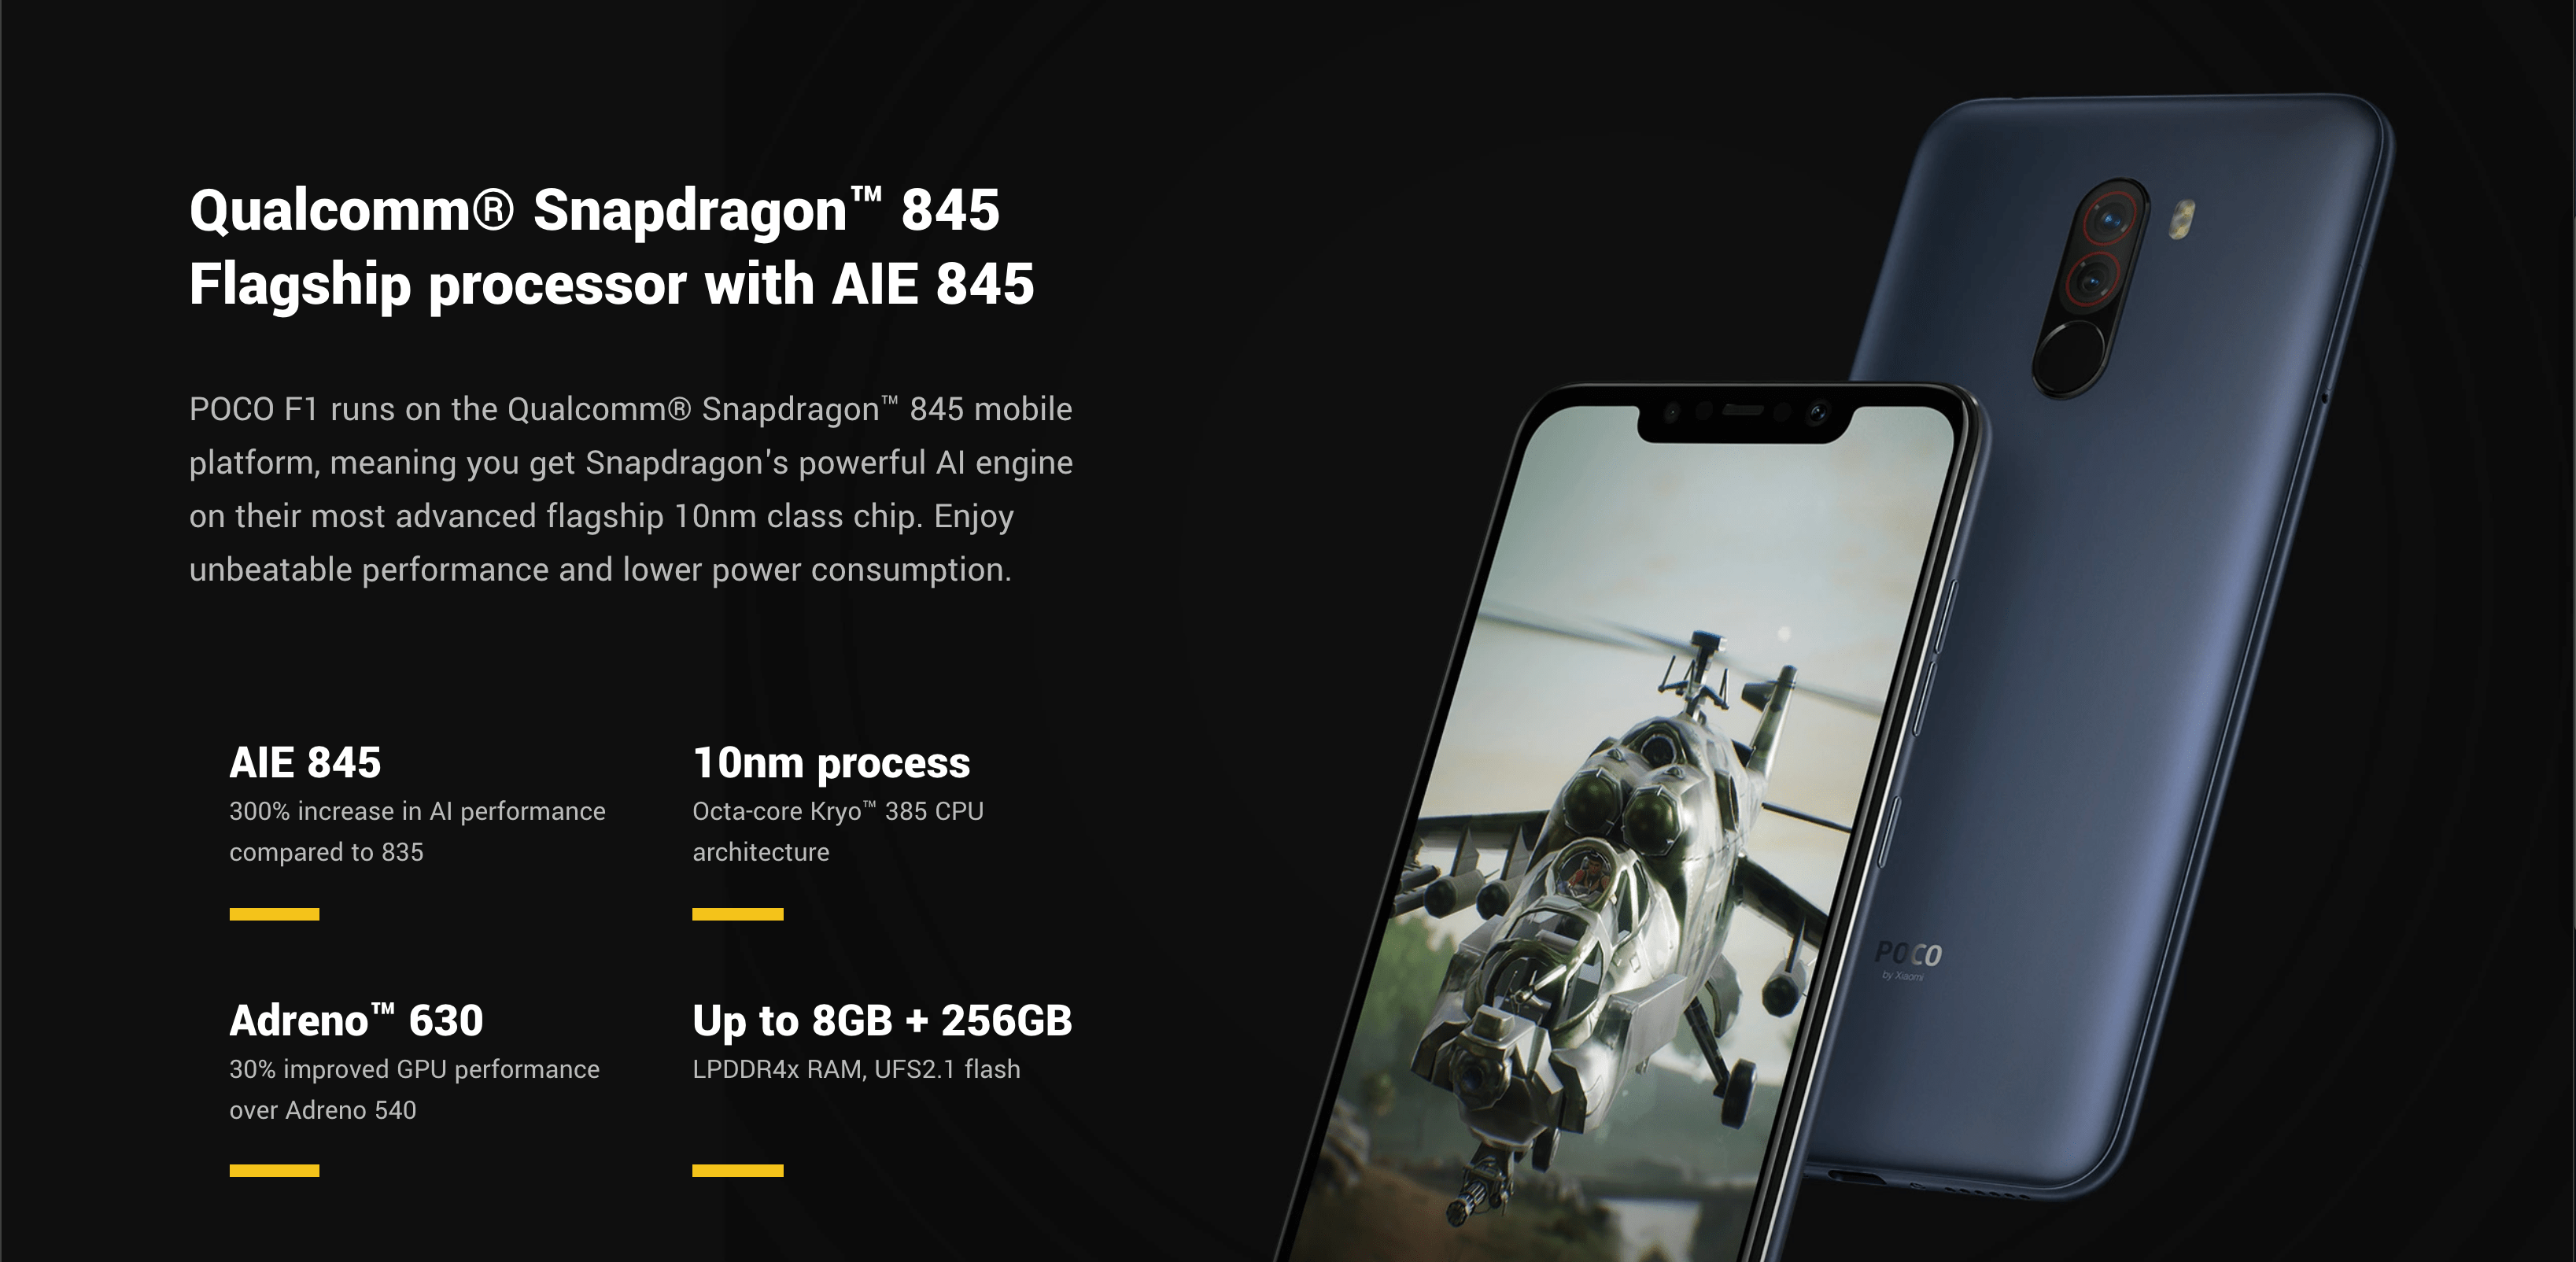 Qualcomm® Snapdragon™ 845
Flagship processor with AIE 845
POCO F1 runs on the Qualcomm® Snapdragon™ 845 mobile
platform, meaning you get Snapdragon's powerful AI engine
on their most advanced flagship 10nm class chip. Enjoy
unbeatable performance and lower power consumption.
AIE 845
300% increase in AI performance
compared to 835
10nm process
Octa-core Kryo™ 385 CPU
architecture
Adreno™ 630
30% improved GPU performance
over Adreno 540
Up to 8GB + 256GB
LPDDR4x RAM, UFS2.1 flash
POCO
by Xiaomi